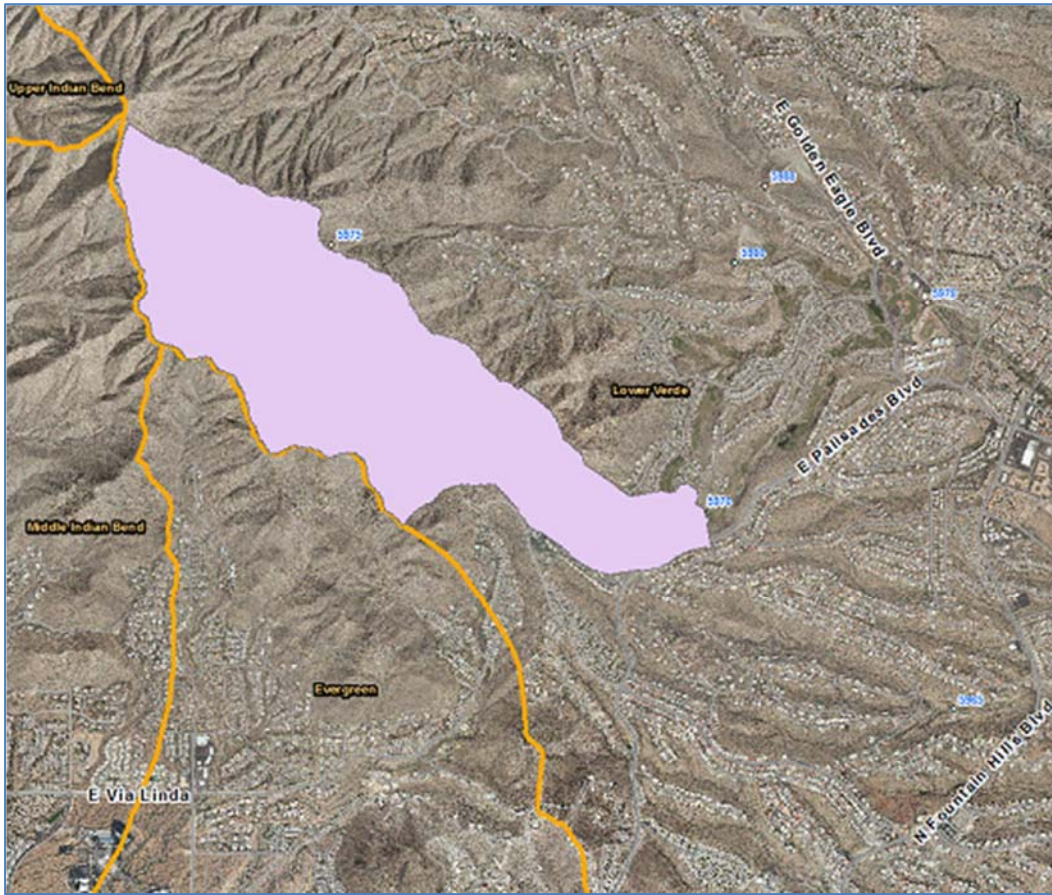 Upper Indian Bend
E Golden Eagle Blvd
Lower Verde
E Palisades Blvd
Middle Indian Bend
Evergreen
E Via Linda
N Fountain Hills Blvd